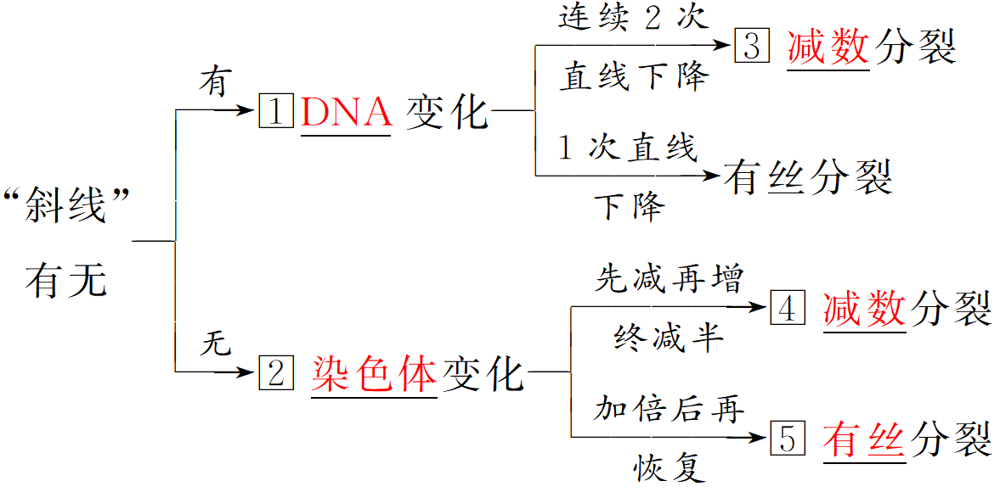 “斜线”
有无
有
1 DNA 变化
连续 2 次
直线下降
3 减数分裂
1 次直线
下降
有丝分裂
无
2 染色体变化
先减再增
终减半
4 减数分裂
加倍后再
恢复
5 有丝分裂